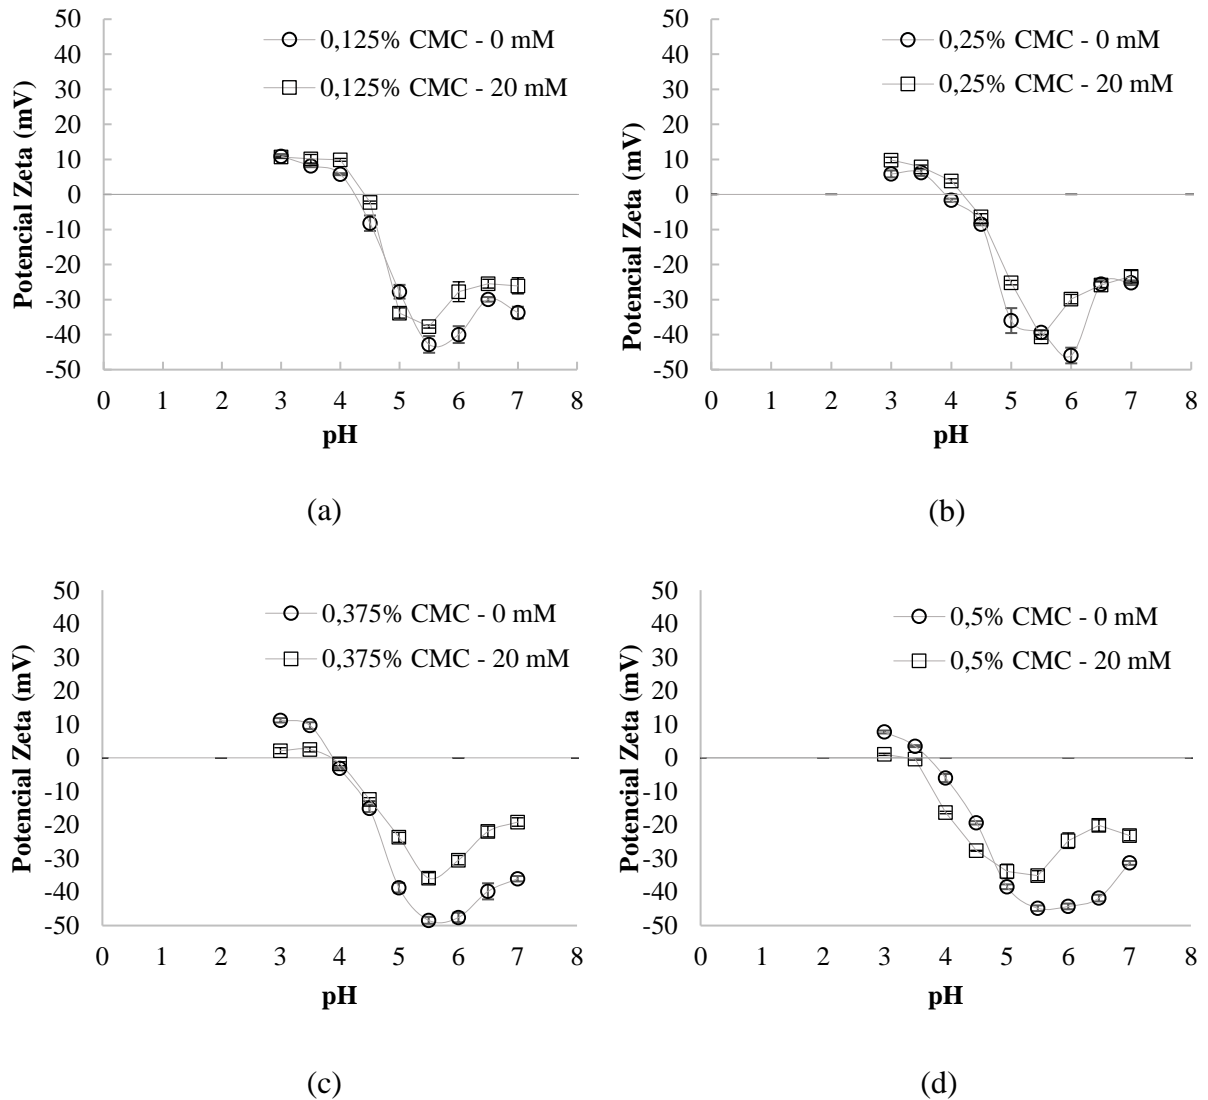 50
40
30
20
10
0
-10
-20
-30
-40
-50
0 1 2 3 4 5 6 7 8
Potencial Zeta (mV)
pH
0,125% CMC - 0 mM
0,125% CMC - 20 mM
(a)
50
40
30
20
10
0
-10
-20
-30
-40
-50
0 1 2 3 4 5 6 7 8
Potencial Zeta (mV)
pH
0,25% CMC - 0 mM
0,25% CMC - 20 mM
(b)
50
40
30
20
10
0
-10
-20
-30
-40
-50
0 1 2 3 4 5 6 7 8
Potencial Zeta (mV)
pH
0,375% CMC - 0 mM
0,375% CMC - 20 mM
(c)
50
40
30
20
10
0
-10
-20
-30
-40
-50
0 1 2 3 4 5 6 7 8
Potencial Zeta (mV)
pH
0,5% CMC - 0 mM
0,5% CMC - 20 mM
(d)